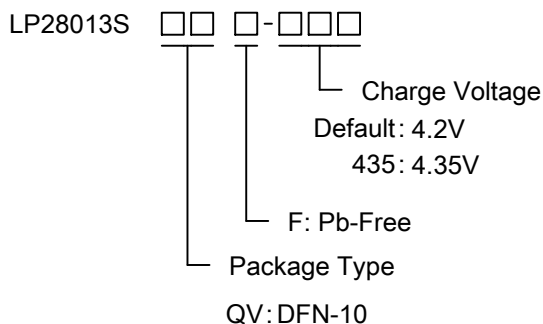 LP28013S □□ □-□□□
Charge Voltage
Default: 4.2V
435: 4.35V
F: Pb-Free
Package Type
QV: DFN-10